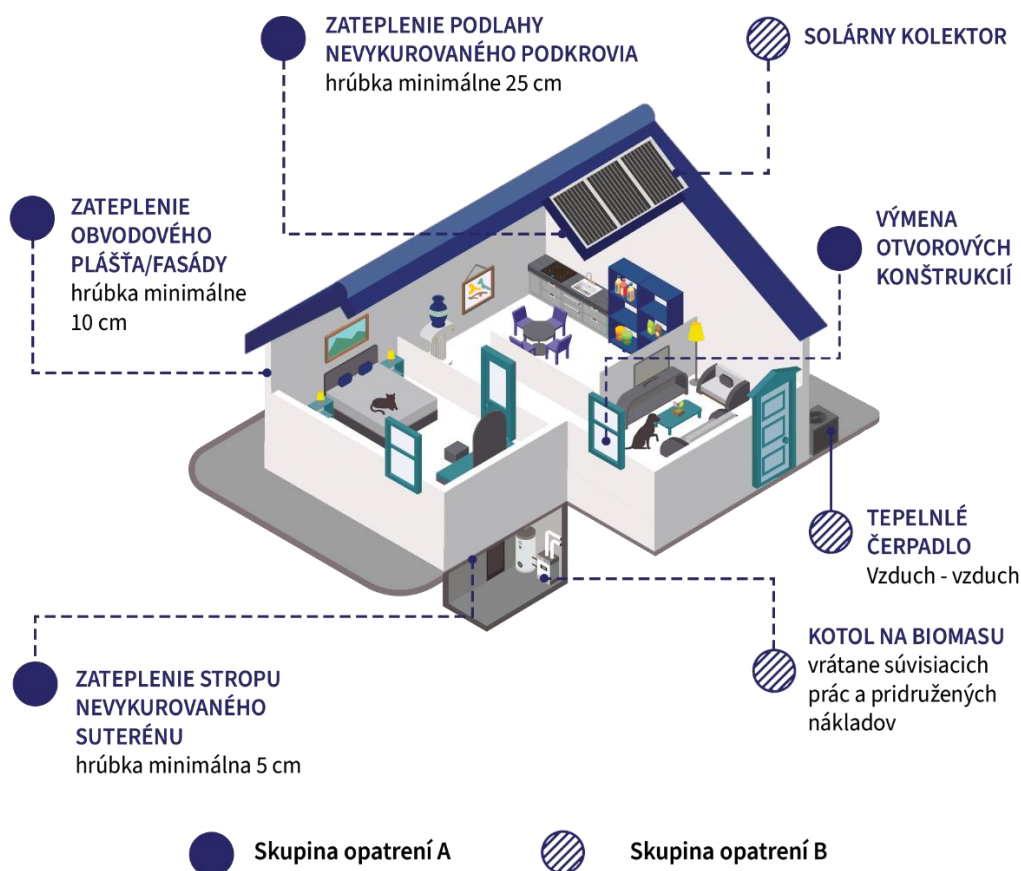 ZATEPLENIE PODLAHY
NEVYKUROVANÉHO PODKROVIA
hrúbka minimálne 25 cm
SOLÁRNY KOLEKTOR
ZATEPLENIE
OBVODOVÉHO
PLÁŠŤA/FASÁDY
hrúbka minimálne
10 cm
VÝMENA
OTVOROVÝCH
KONŠTRUKCIÍ
TEPELNLÉ
ČERPADLO
Vzduch - vzduch
KOTOL NA BIOMASU
vrátane súvisiacich
prác a pridružených
nákladov
ZATEPLENIE STROPU
NEVYKUROVANÉHO
SUTERÉNU
hrúbka minimálna 5 cm
Skupina opatrení A
Skupina opatrení B